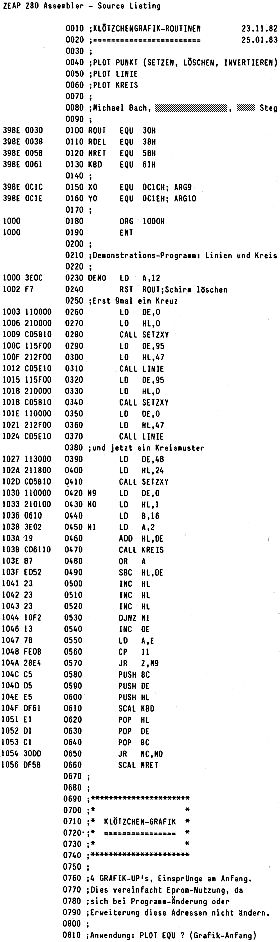 ZEAP Z80 Assembler - Source Listing
0010 ;KLÖTZCHENGRAFIK-ROUTINEN 23.11.82
0020 ;======================== 25.01.83
0030 ;
0040 ;PLOT PUNKT (SETZEN, LÖSCHEN, INVERTIEREN)
0050 ;PLOT LINIE
0060 ;PLOT KREIS
0070 ;
0080 ;Michael Bach, , Steg
0090 ;
398E 0030 0100 ROUT EQU 30H
398E 0038 0110 RDEL EQU 38H
398E 005B 0120 MRET EQU 5BH
398E 0061 0130 KBD EQU 61H
0140 ;
398E 0C1C 0150 XO EQU 0C1CH; ARG9
398E 0C1E 0160 YO EQU 0C1EH; ARG10
0170 ;
1000 0180 ORG 1000H
1000 0190 ENT
0200 ;
0210 ;Demonstrations-Programm: Linien und Kreis
0220 ;
1000 3E0C 0230 DEMO LD A,12
1002 F7 0240 RST ROUT;Schirm löschen
0250 ;Erst 9mal ein Kreuz
1003 110000 0260 LD DE,0
1006 210000 0270 LD HL,0
1009 CD5B10 0280 CALL SETZXY
100C 115F00 0290 LD DE,95
100F 212F00 0300 LD HL,47
1012 CD5E10 0310 CALL LINIE
1015 115F00 0320 LD DE,95
1018 210000 0330 LD HL,0
101B CD5B10 0340 CALL SETZXY
101E 110000 0350 LD DE,0
1021 212F00 0360 LD HL,47
1024 CD5E10 0370 CALL LINIE
0380 ;und jetzt ein Kreismuster
1027 113000 0390 LD DE,48
102A 211800 0400 LD HL,24
102D CD5B10 0410 CALL SETZXY
1030 110000 0420 M9 LD DE,0
1033 210100 0430 MO LD HL,1
1036 0610 0440 LD B,16
1038 3E02 0450 M1 LD A,2
103A 19 0460 ADD HL,DE
103B CD6110 0470 CALL KREIS
103E B7 0480 OR A
103F ED52 0490 SBC HL,DE
1041 23 0500 INC HL
1042 23 0510 INC HL
1043 23 0520 INC HL
1044 10F2 0530 DJNZ M1
1046 13 0540 INC DE
1047 7B 0550 LD A,E
1048 FE0B 0560 CP 11
104A 28E4 0570 JR Z,M9
104C C5 0580 PUSH BC
104D D5 0590 PUSH DE
104E E5 0600 PUSH HL
104F DF61 0610 SCAL KBD
1051 E1 0620 POP HL
1052 D1 0630 POP DE
1053 C1 0640 POP BC
1054 30DD 0650 JR NC,MO
1056 DF5B 0660 SCAL MRET
0670 ;
0680 ;
0690 ;*********************
0700 ;* *
0710 ;* KLÖTZCHEN-GRAFIK *
0720 ;* ================ *
0730 ;* *
0740 ;*********************
0750 ;
0760 ;4 GRAFIK-UP's, Einsprünge am Anfang.
0770 ;Dies vereinfacht Eprom-Nutzung, da
0780 ;sich bei Programm-Änderung oder
0790 ;Erweiterung diese Adressen nicht ändern.
0800 ;
0810 ;Anwendung: PLOT EQU ? (Grafik-Anfang)